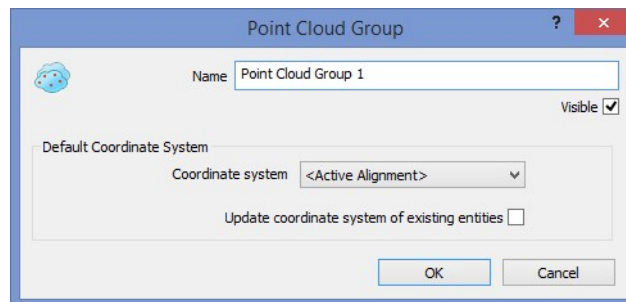 Point Cloud Group
?
×
Name
Point Cloud Group 1
Visible
Default Coordinate System
Coordinate system
<Active Alignment>
Update coordinate system of existing entities
OK
Cancel